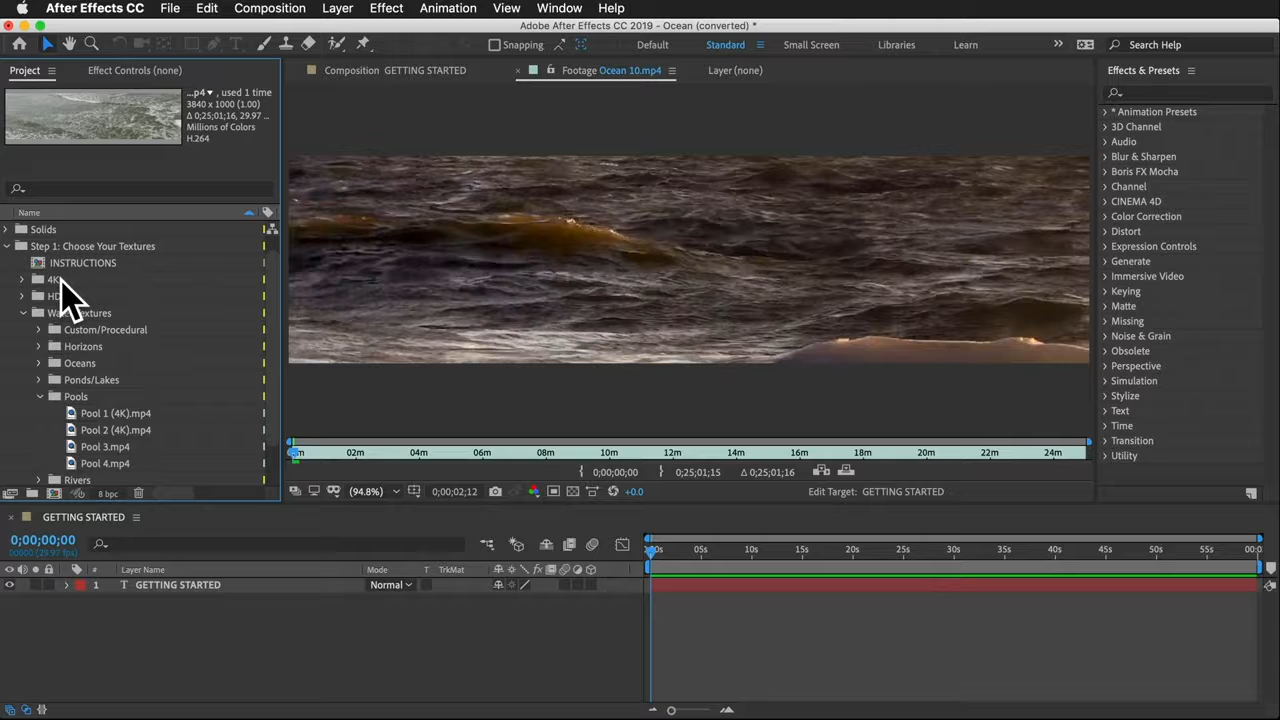 After Effects CC File Edit Composition Layer Effect Animation View Window Help
Adobe After Effects CC 2019 - Ocean (converted) *
Snapping Default Standard Small Screen Libraries Learn Search Help
Project Effect Controls (none) Composition GETTING STARTED Footage Ocean 10.mp4 Layer (none) Effects & Presets
...p4▼ , used 1 time
3840 x 1000 (1.00)
Δ 0;25;01;16, 29.97 ...
Millions of Colors
H.264
Name
Solids
Step 1: Choose Your Textures
INSTRUCTIONS
Custom/Procedural
Horizons
Oceans
Ponds/Lakes
Pools
Pool 1 (4K).mp4
Pool 2 (4K).mp4
Pool 3.mp4
Pool 4.mp4
Rivers
8 bpc
02m 04m 06m 08m 10m 12m 14m 16m 18m 20m 22m 24m
0;00;00;00 0;25;01;15 Δ 0;25;01;16
(94.8%) 0;00;02;12 +0.0 Edit Target: GETTING STARTED
* Animation Presets
3D Channel
Audio
Blur & Sharpen
Boris FX Mocha
Channel
CINEMA 4D
Color Correction
Distort
Expression Controls
Generate
Immersive Video
Keying
Matte
Missing
Noise & Grain
Obsolete
Perspective
Simulation
Stylize
Text
Time
Transition
Utility
GETTING STARTED
0;00;00;00
00000 (29.97 fps)
05s 10s 15s 20s 25s 30s 35s 40s 45s 50s 55s
# Layer Name Mode T TrkMat
1 T GETTING STARTED Normal